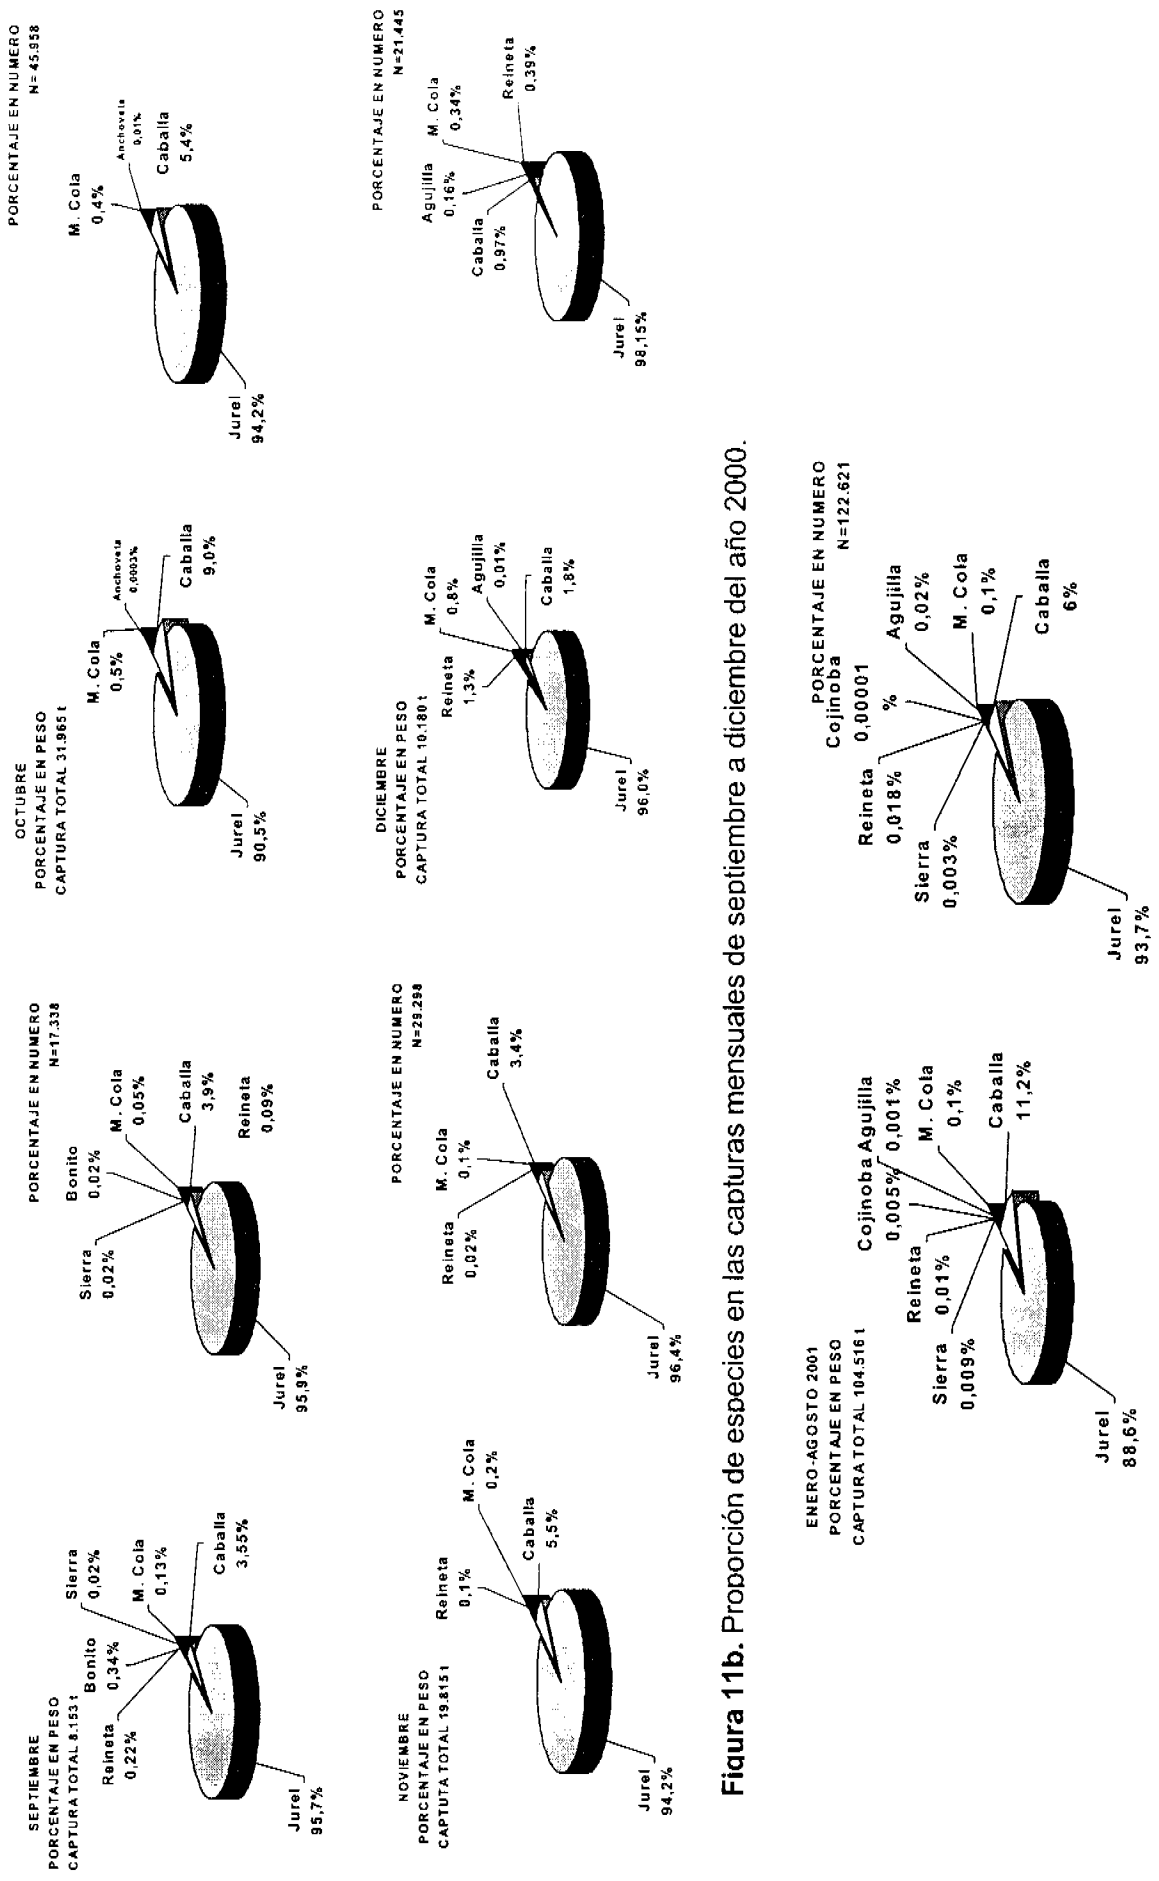 SEPTIEMBRE
PORCENTAJE EN PESO
CAPTURA TOTAL 8.153 t
Sierra
0,02%
Bonito
0,34%
M. Cola
0,13%
Reineta
0,22%
Caballa
3,55%
Jurel
95,7%
PORCENTAJE EN NUMERO
N=17.338
Bonito
0,02%
M. Cola
0,05%
Sierra
0,02%
Caballa
3,9%
Reineta
0,09%
Jurel
95,9%
OCTUBRE
PORCENTAJE EN PESO
CAPTURA TOTAL 31.965 t
M. Cola
0,5%
Anchoveta
0,0003%
Caballa
9,0%
Jurel
90,5%
PORCENTAJE EN NUMERO
N= 45.958
M. Cola
0,4%
Anchoveta
0,01%
Caballa
5,4%
Jurel
94,2%
NOVIEMBRE
PORCENTAJE EN PESO
CAPTUTA TOTAL 19.815 t
Reineta
0,1%
M. Cola
0,2%
Caballa
5,5%
Jurel
94,2%
PORCENTAJE EN NUMERO
N=29.298
M. Cola
0,1%
Reineta
0,02%
Caballa
3,4%
Jurel
96,4%
DICIEMBRE
PORCENTAJE EN PESO
CAPTURA TOTAL 10.180 t
M. Cola
0,8%
Reineta
1,3%
Agujilla
0,01%
Caballa
1,8%
Jurel
96,0%
PORCENTAJE EN NUMERO
N=21.445
Agujilla
0,16%
M. Cola
0,34%
Caballa
0,97%
Reineta
0,39%
Jurel
98,15%
Figura 11b. Proporción de especies en las capturas mensuales de septiembre a diciembre del año 2000.
ENERO-AGOSTO 2001
PORCENTAJE EN PESO
CAPTURA TOTAL 104.516 t
Cojinoba Agujilla
0,005% 0,001%
Reineta
0,01%
M. Cola
0,1%
Sierra
0,009%
Caballa
11,2%
Jurel
88,6%
PORCENTAJE EN NUMERO
N=122.621
Cojinoba
0,00001
%
Reineta
0,018%
Agujilla
0,02%
Sierra
0,003%
M. Cola
0,1%
Caballa
6%
Jurel
93,7%